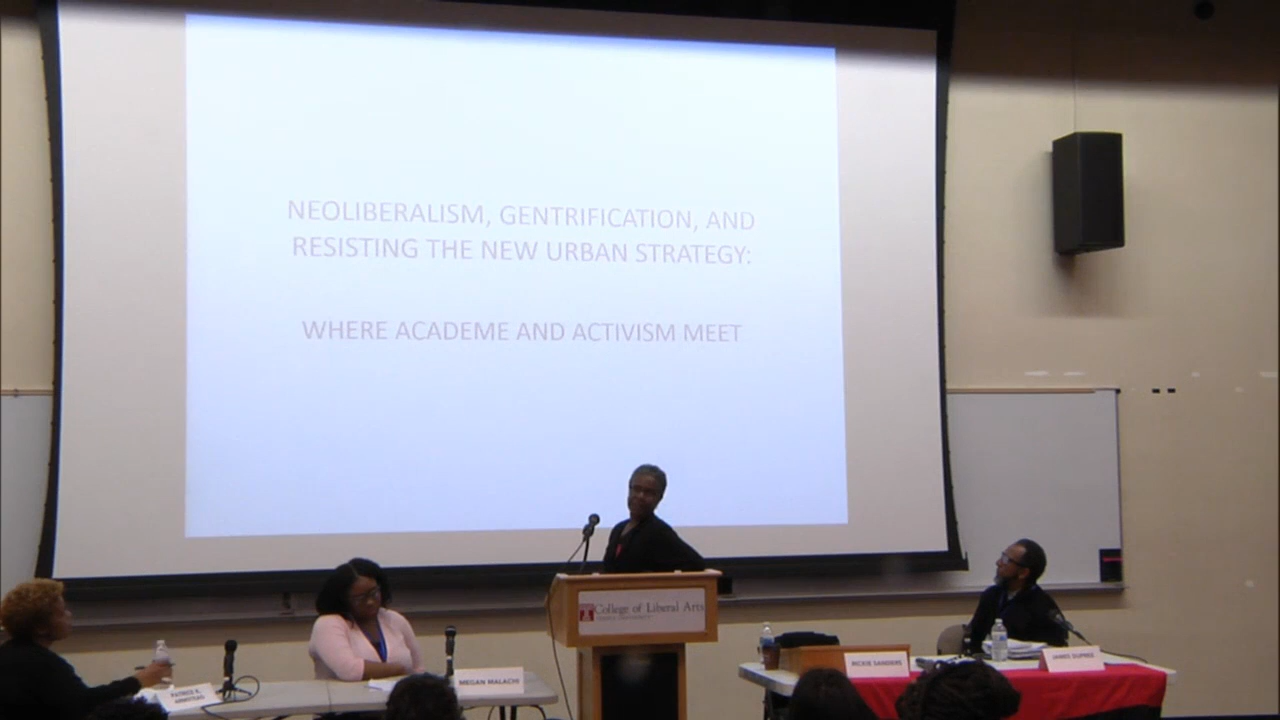 NEOLIBERALISM, GENTRIFICATION, AND
RESISTING THE NEW URBAN STRATEGY:
WHERE ACADEME AND ACTIVISM MEET
College of Liberal Arts
MEGAN MALACHI
RICKIE SANDERS
JAMES DUPREE